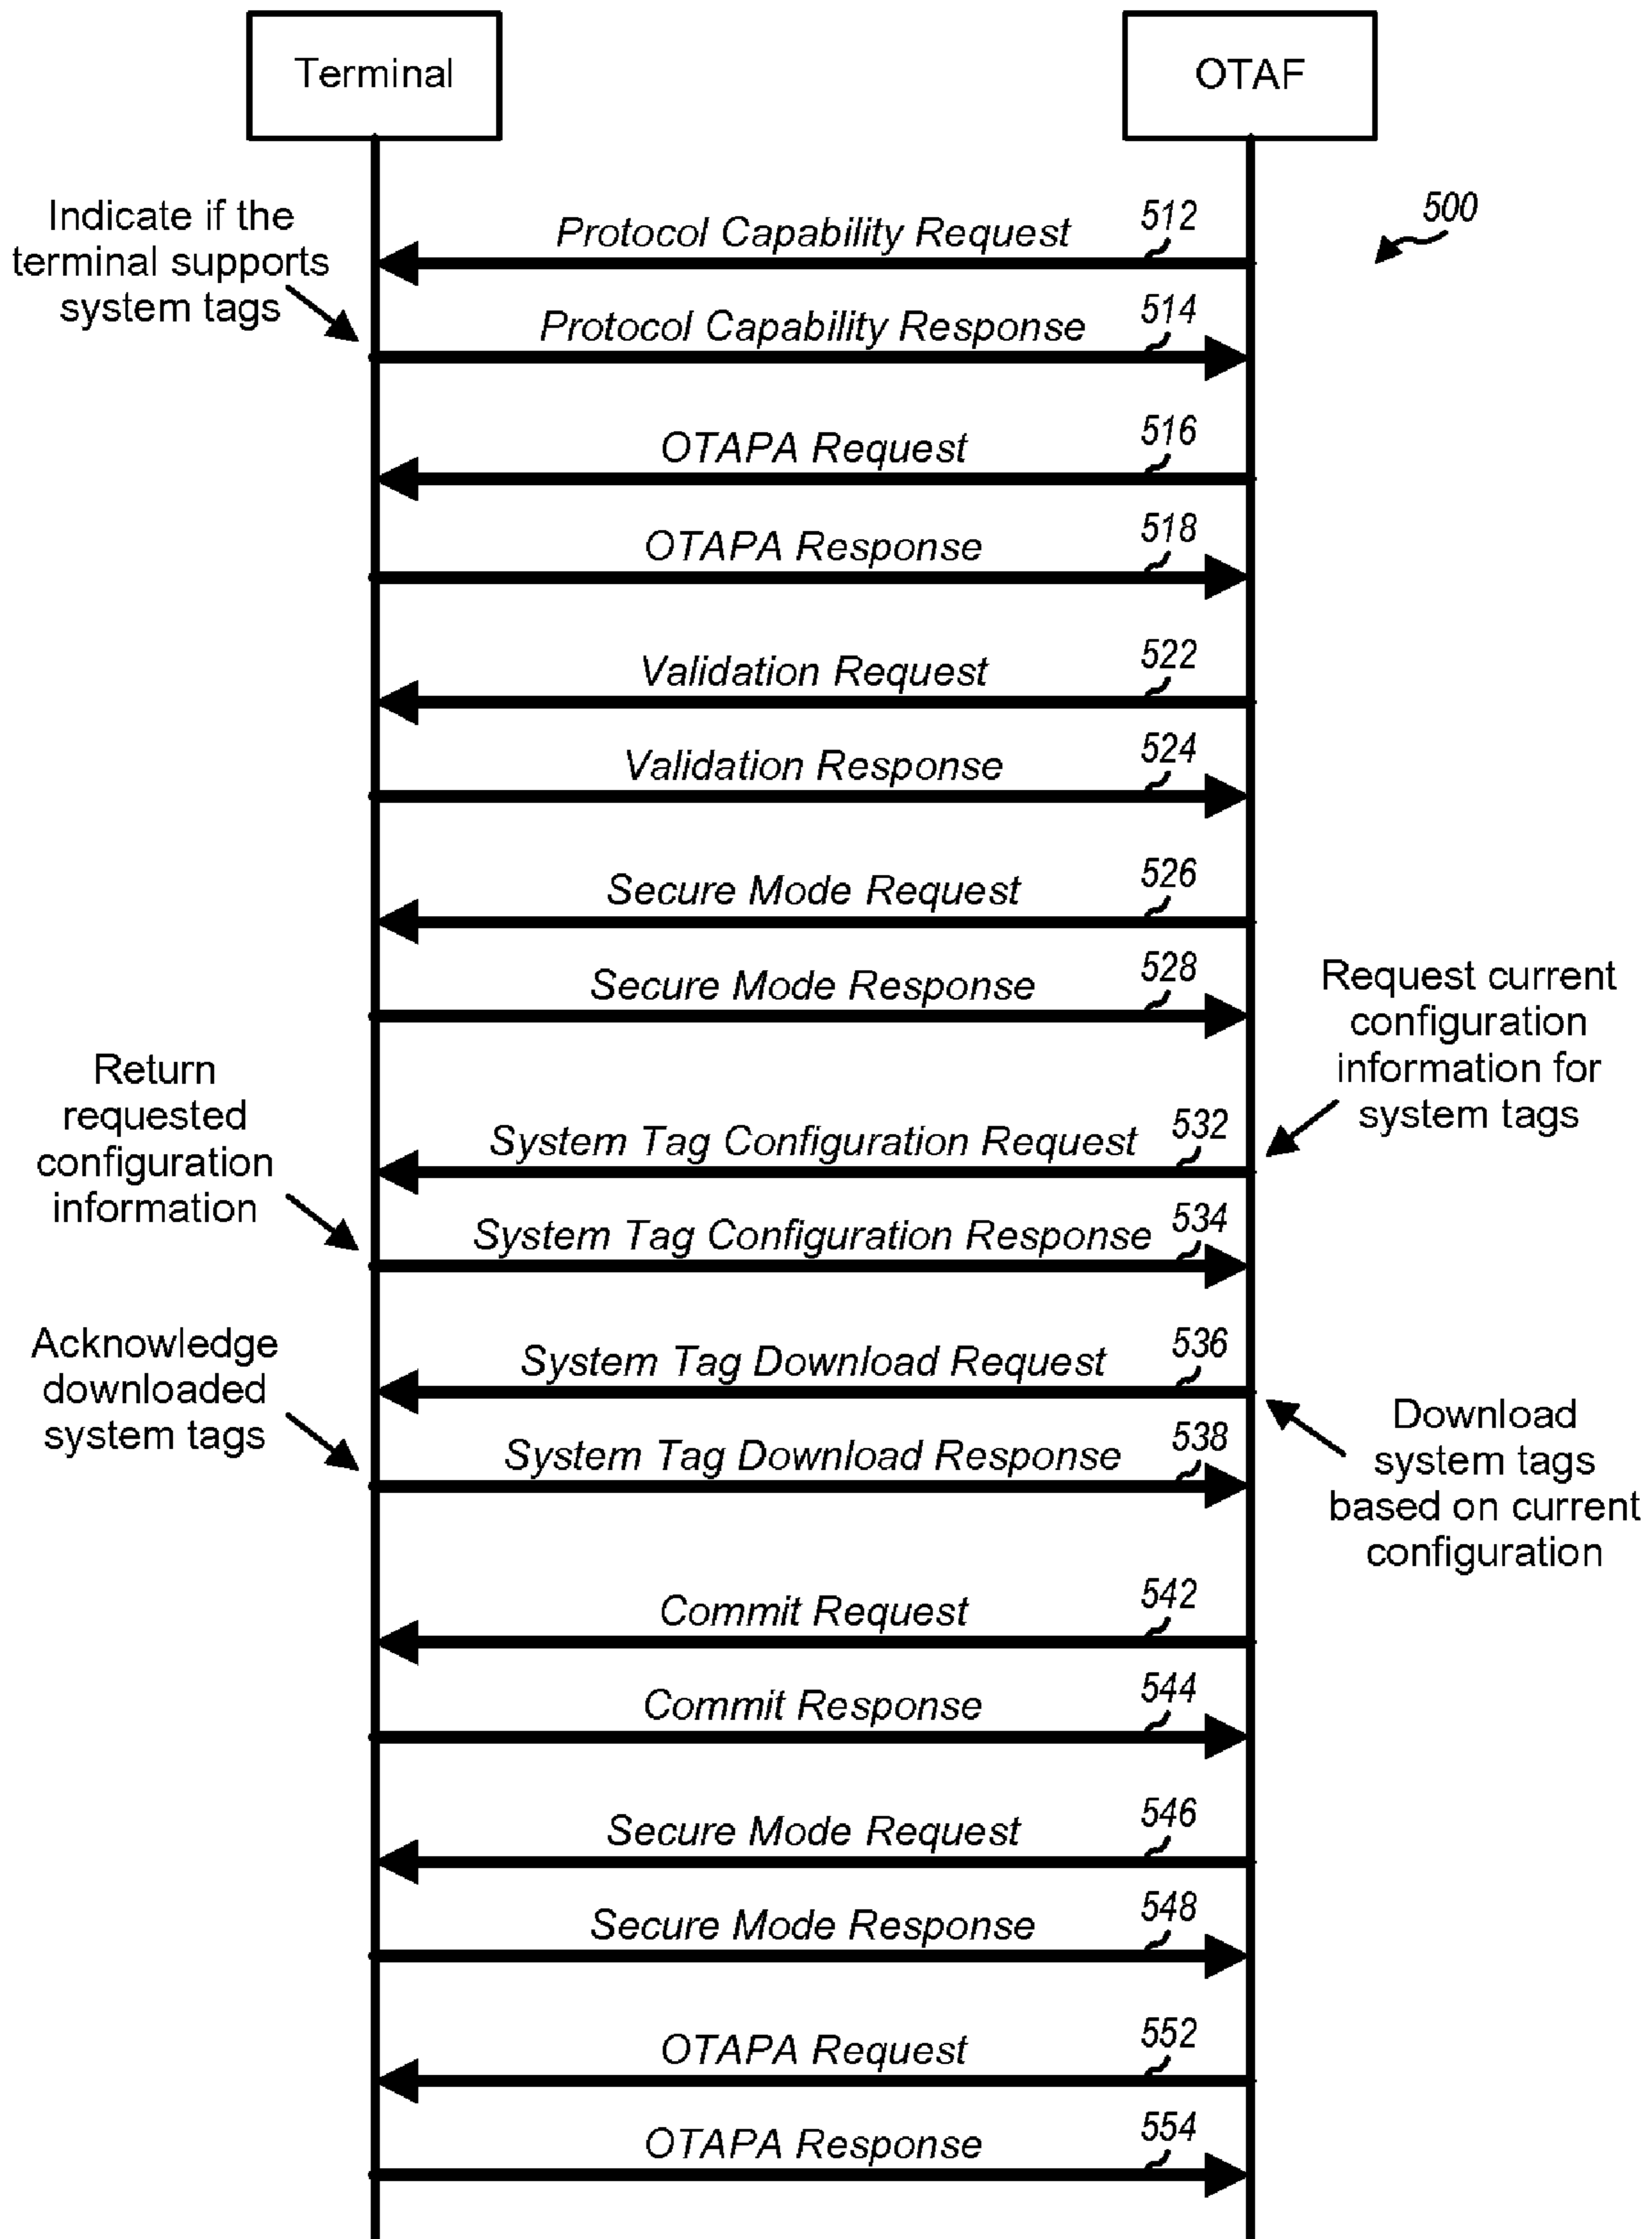 Terminal
OTAF
500
Indicate if the
terminal supports
system tags
Protocol Capability Request
512
Protocol Capability Response
514
OTAPA Request
516
OTAPA Response
518
Validation Request
522
Validation Response
524
Secure Mode Request
526
Secure Mode Response
528
Request current
configuration
information for
system tags
Return
requested
configuration
information
System Tag Configuration Request
532
System Tag Configuration Response
534
Acknowledge
downloaded
system tags
System Tag Download Request
536
System Tag Download Response
538
Download
system tags
based on current
configuration
Commit Request
542
Commit Response
544
Secure Mode Request
546
Secure Mode Response
548
OTAPA Request
552
OTAPA Response
554